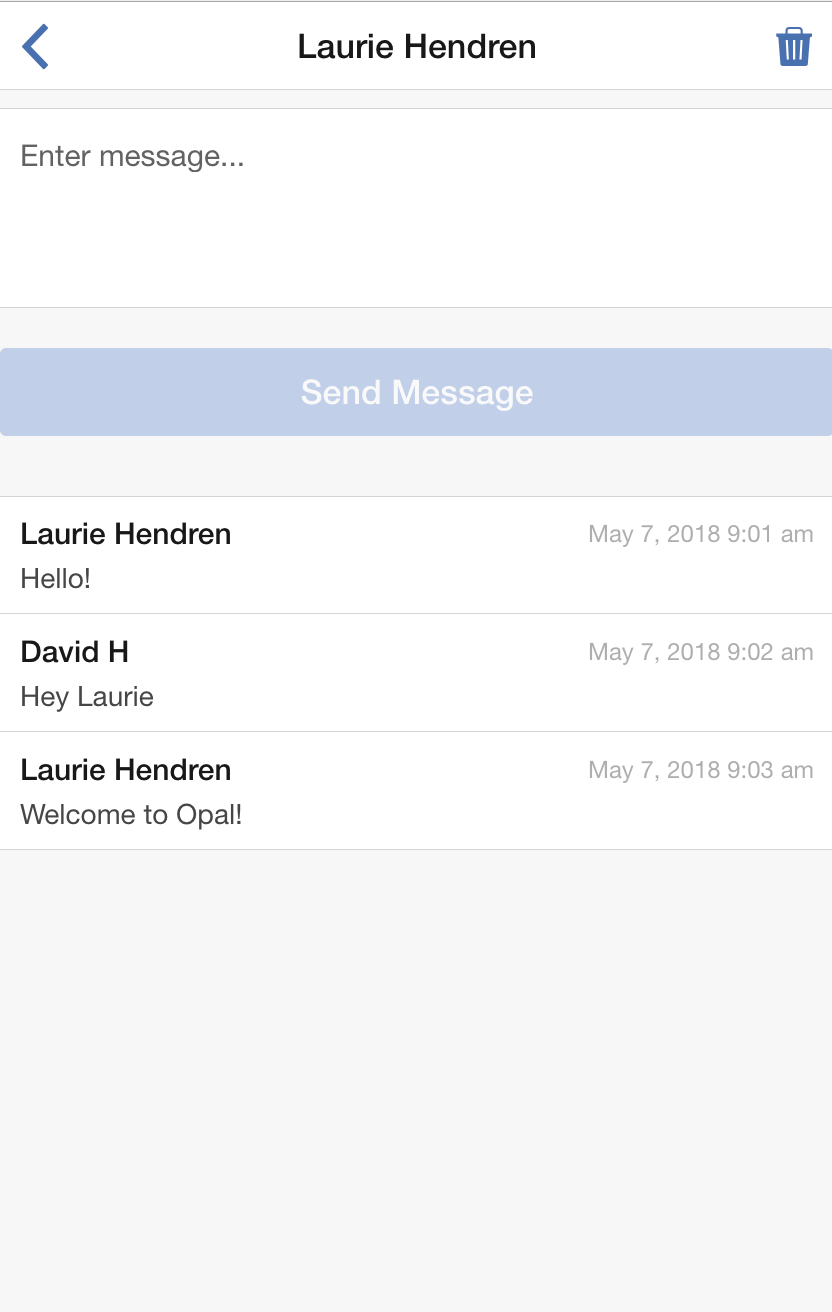 Laurie Hendren
Enter message...
Send Message
Laurie Hendren May 7, 2018 9:01 am
Hello!
David H May 7, 2018 9:02 am
Hey Laurie
Laurie Hendren May 7, 2018 9:03 am
Welcome to Opal!